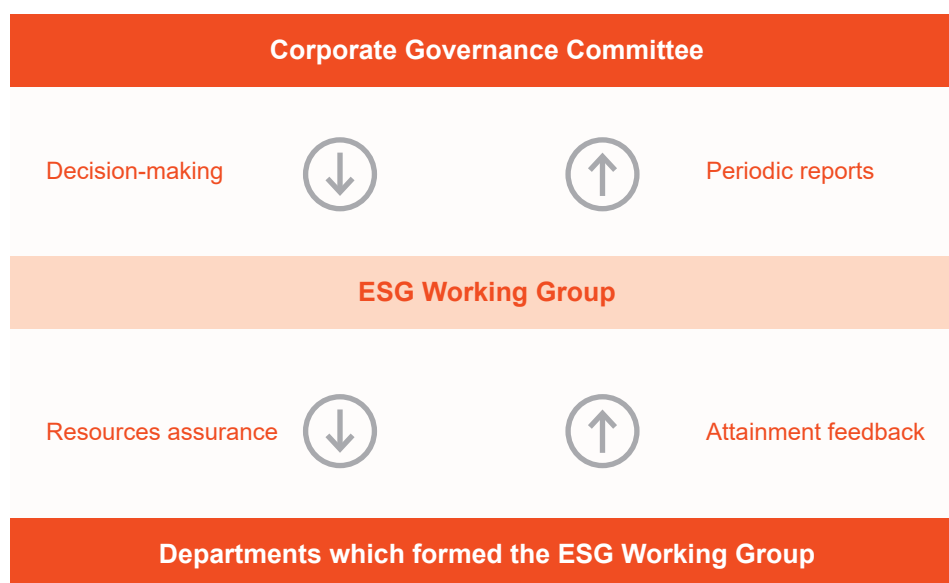 Corporate Governance Committee
Decision-making
Periodic reports
ESG Working Group
Resources assurance
Attainment feedback
Departments which formed the ESG Working Group